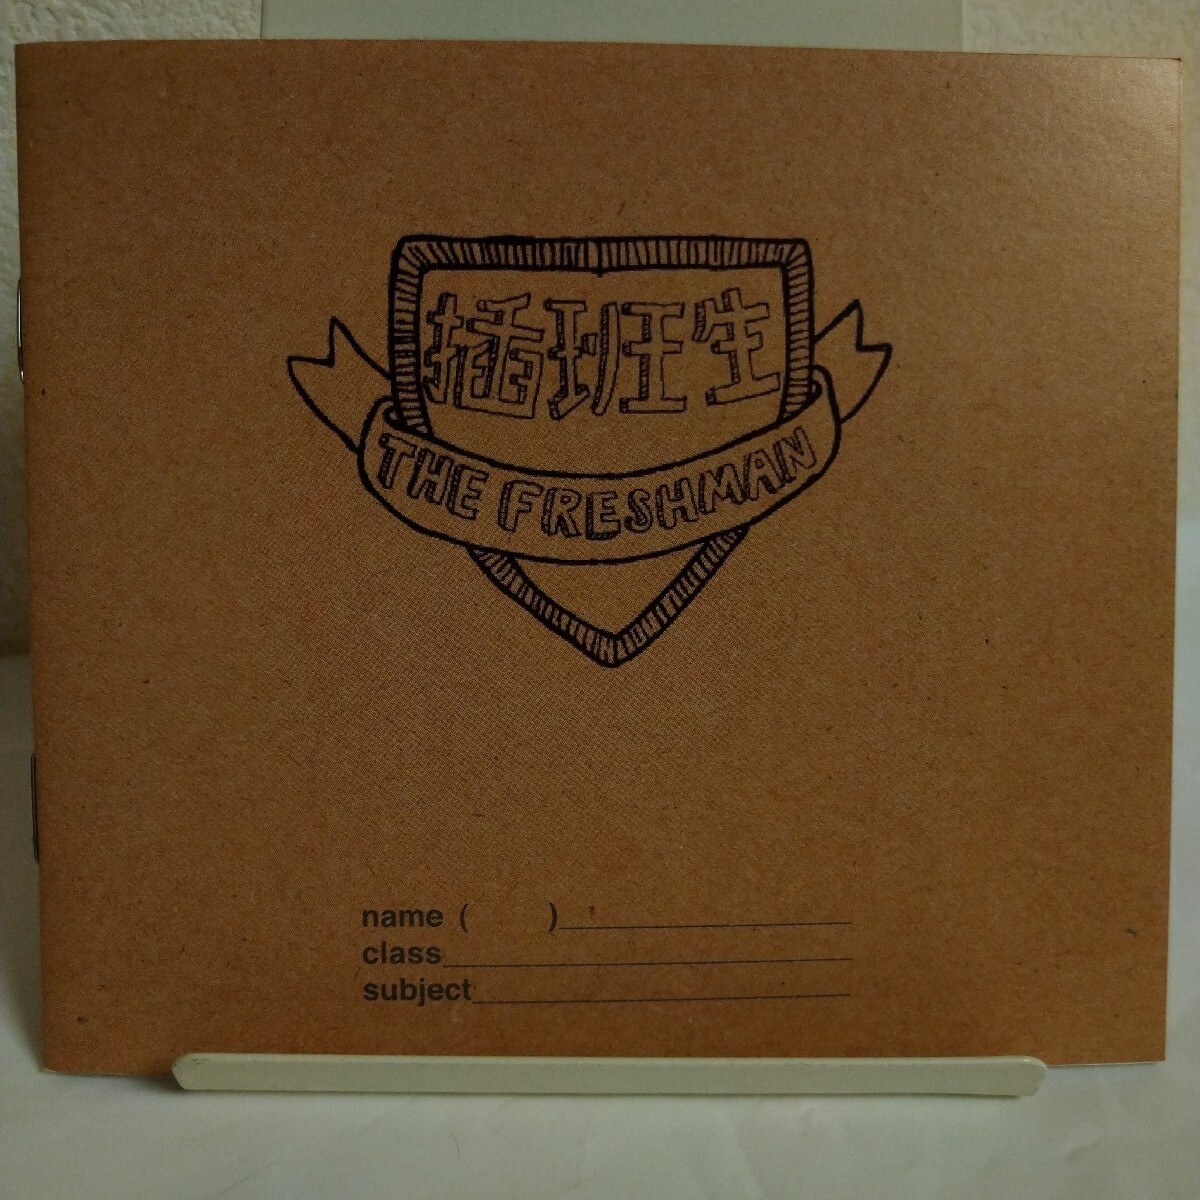 插班生
THE FRESHMAN
name (          )
class
subject